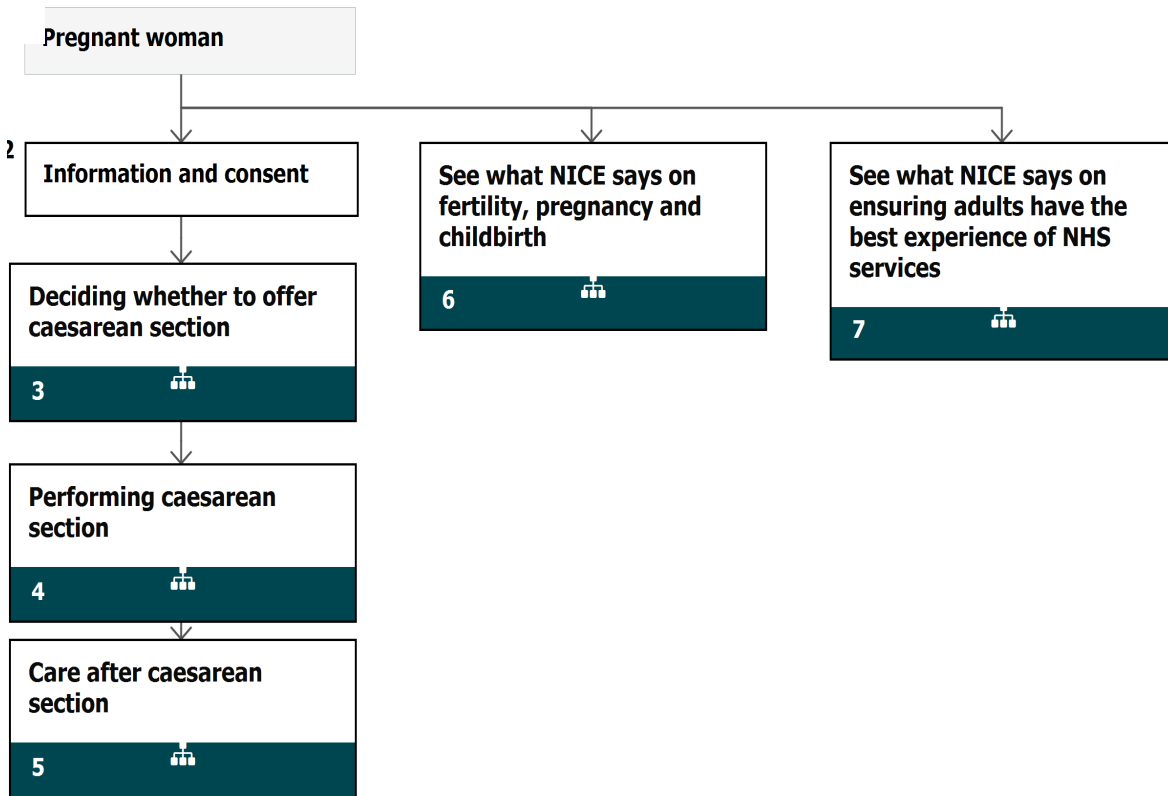 Pregnant woman
2
Information and consent
See what NICE says on
fertility, pregnancy and
childbirth
6
See what NICE says on
ensuring adults have the
best experience of NHS
services
7
Deciding whether to offer
caesarean section
3
Performing caesarean
section
4
Care after caesarean
section
5